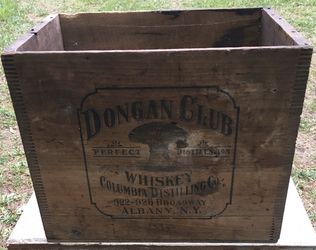 DONGAN CLUB
PERFECT DISTILLATION
WHISKEY
COLUMBIA DISTILLING CO.
922-926 BROADWAY
ALBANY, N.Y.